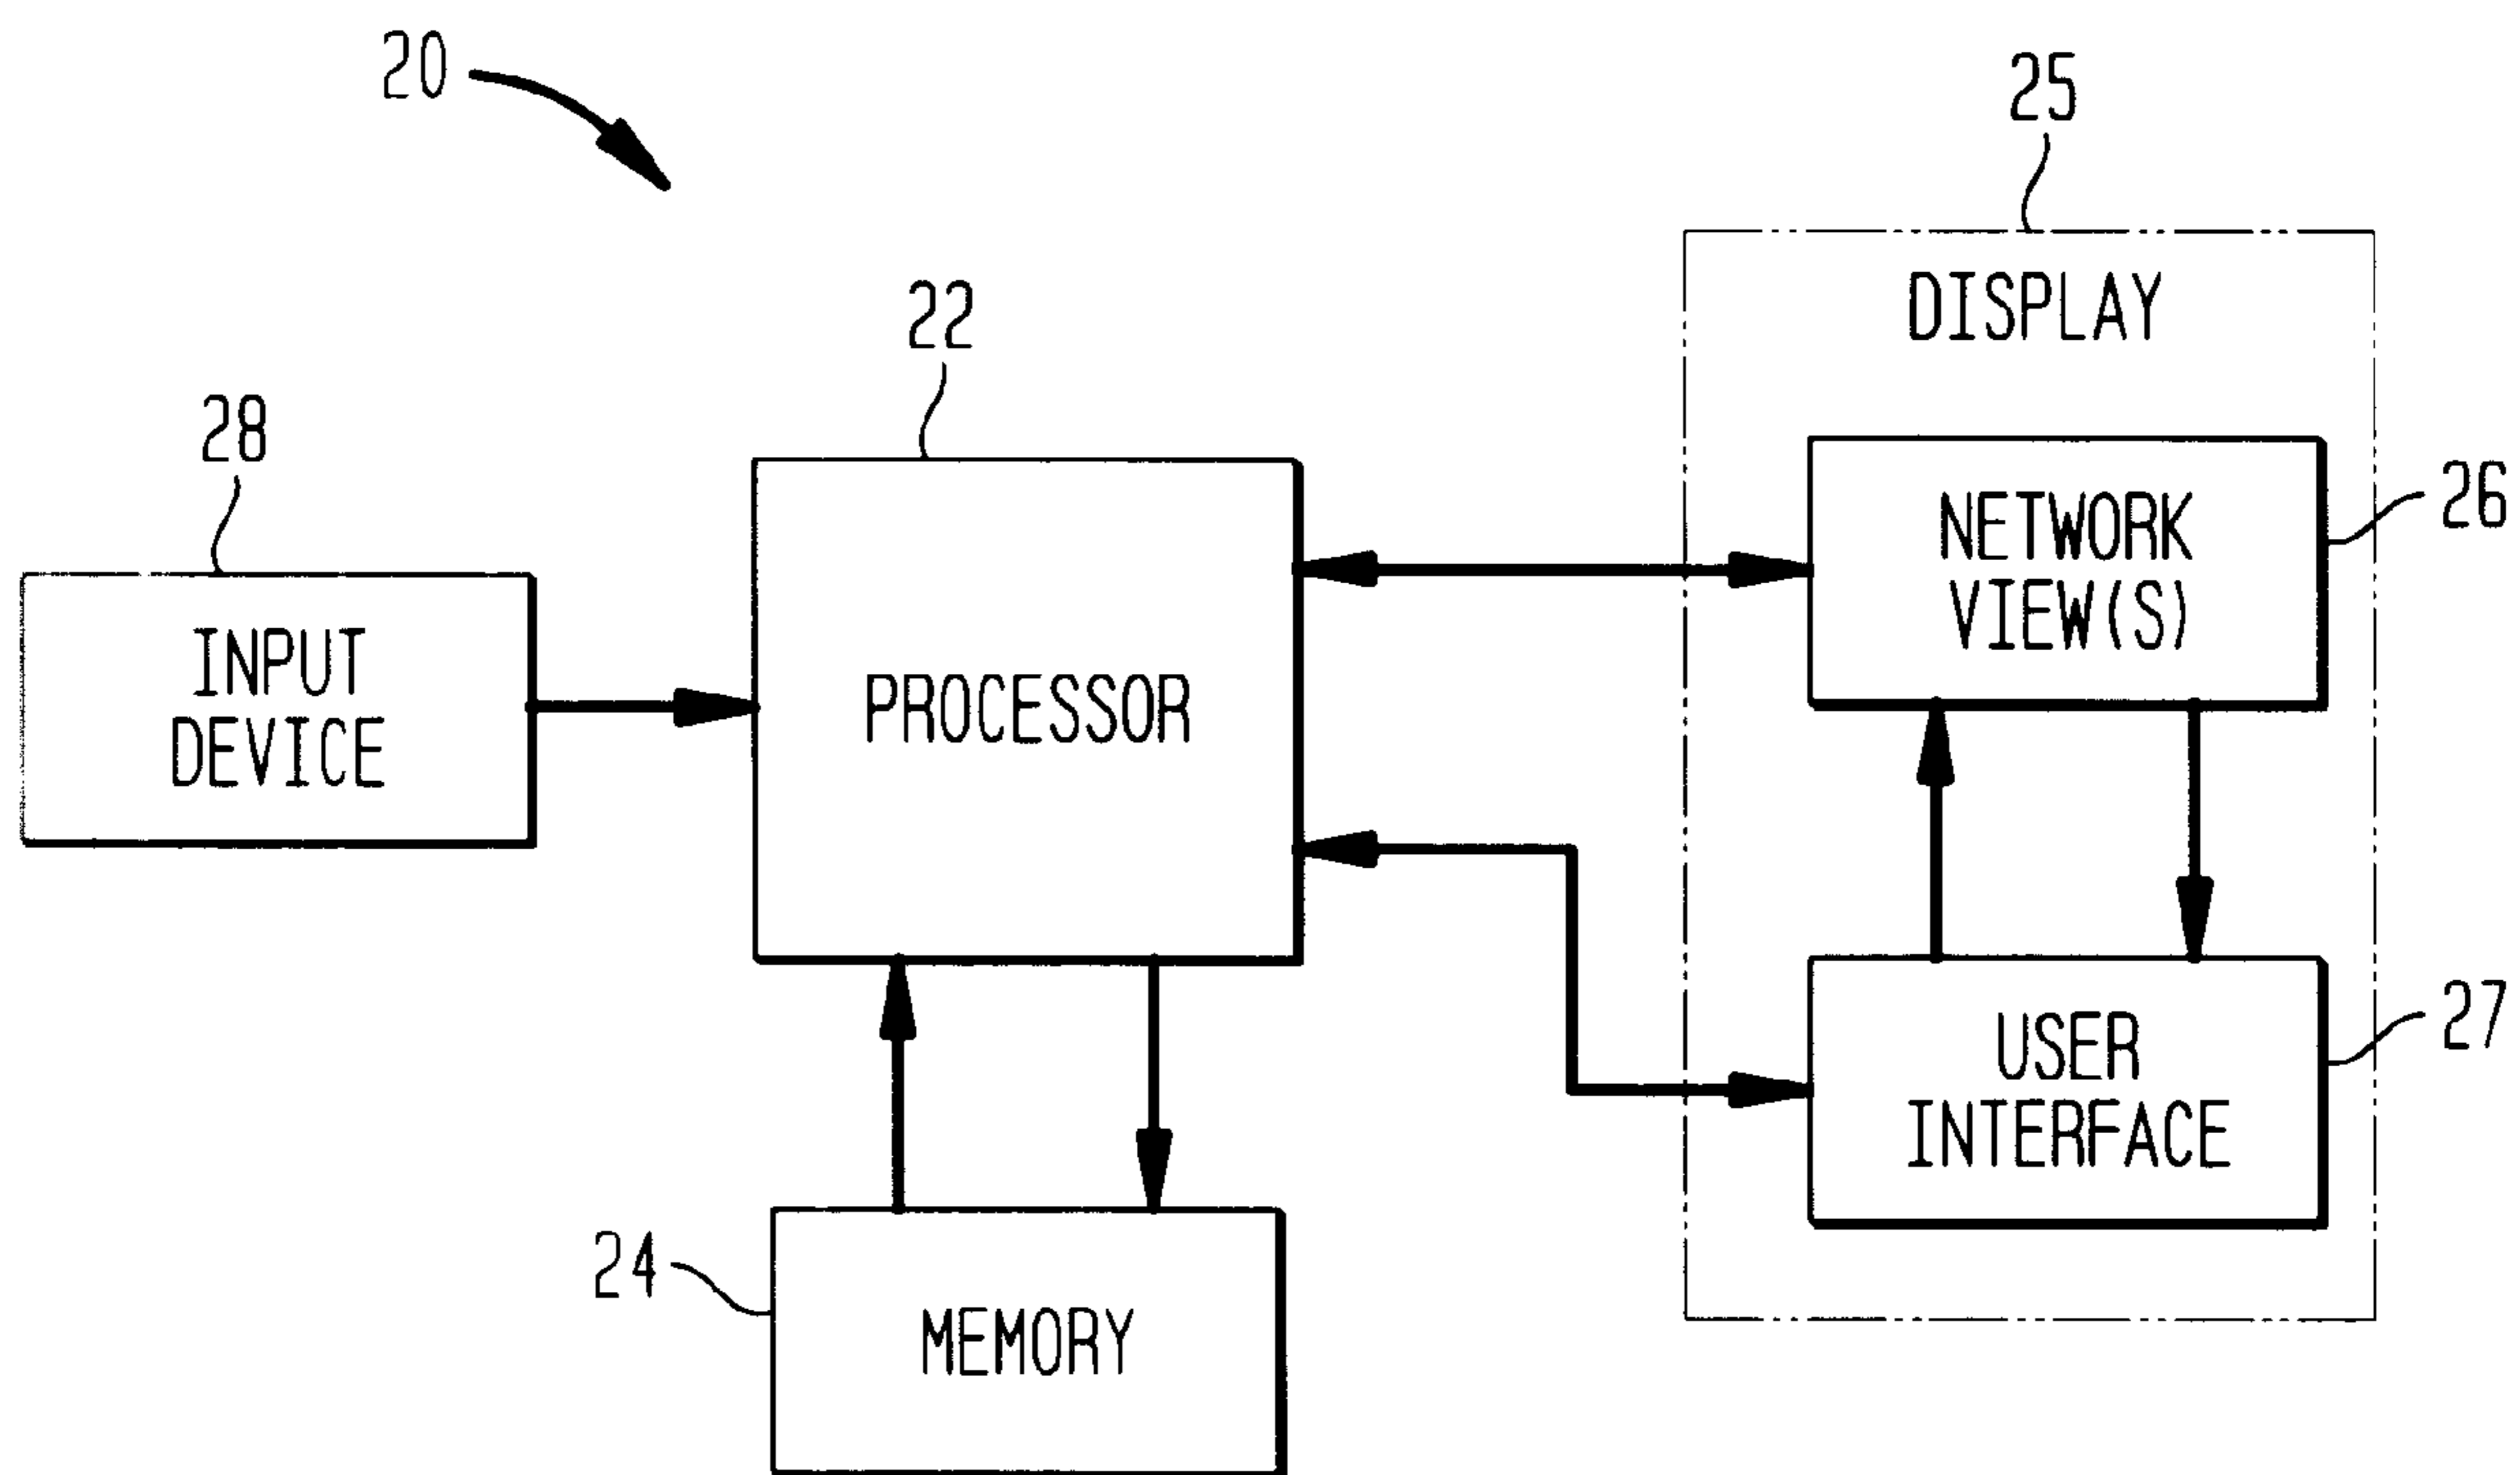 20
25
DISPLAY
22
28
NETWORK
VIEW(S)
26
INPUT
DEVICE
PROCESSOR
27
USER
INTERFACE
24
MEMORY